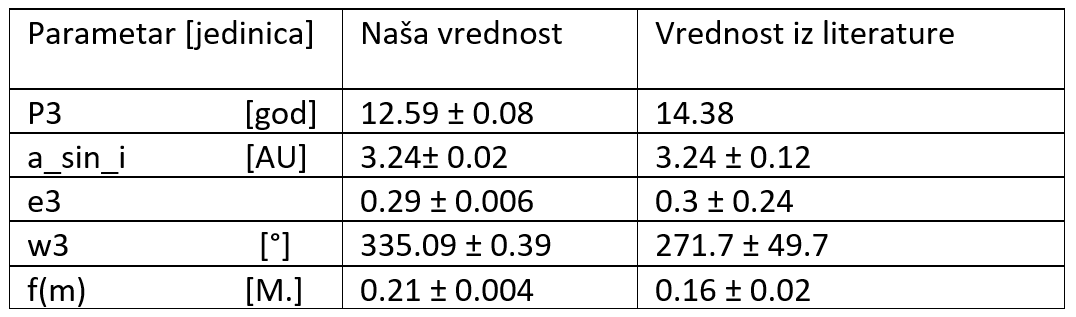 Parametar [jedinica] Naša vrednost Vrednost iz literature
P3 [god] 12.59 ± 0.08 14.38
a_sin_i [AU] 3.24± 0.02 3.24 ± 0.12
e3 0.29 ± 0.006 0.3 ± 0.24
w3 [°] 335.09 ± 0.39 271.7 ± 49.7
f(m) [M.] 0.21 ± 0.004 0.16 ± 0.02